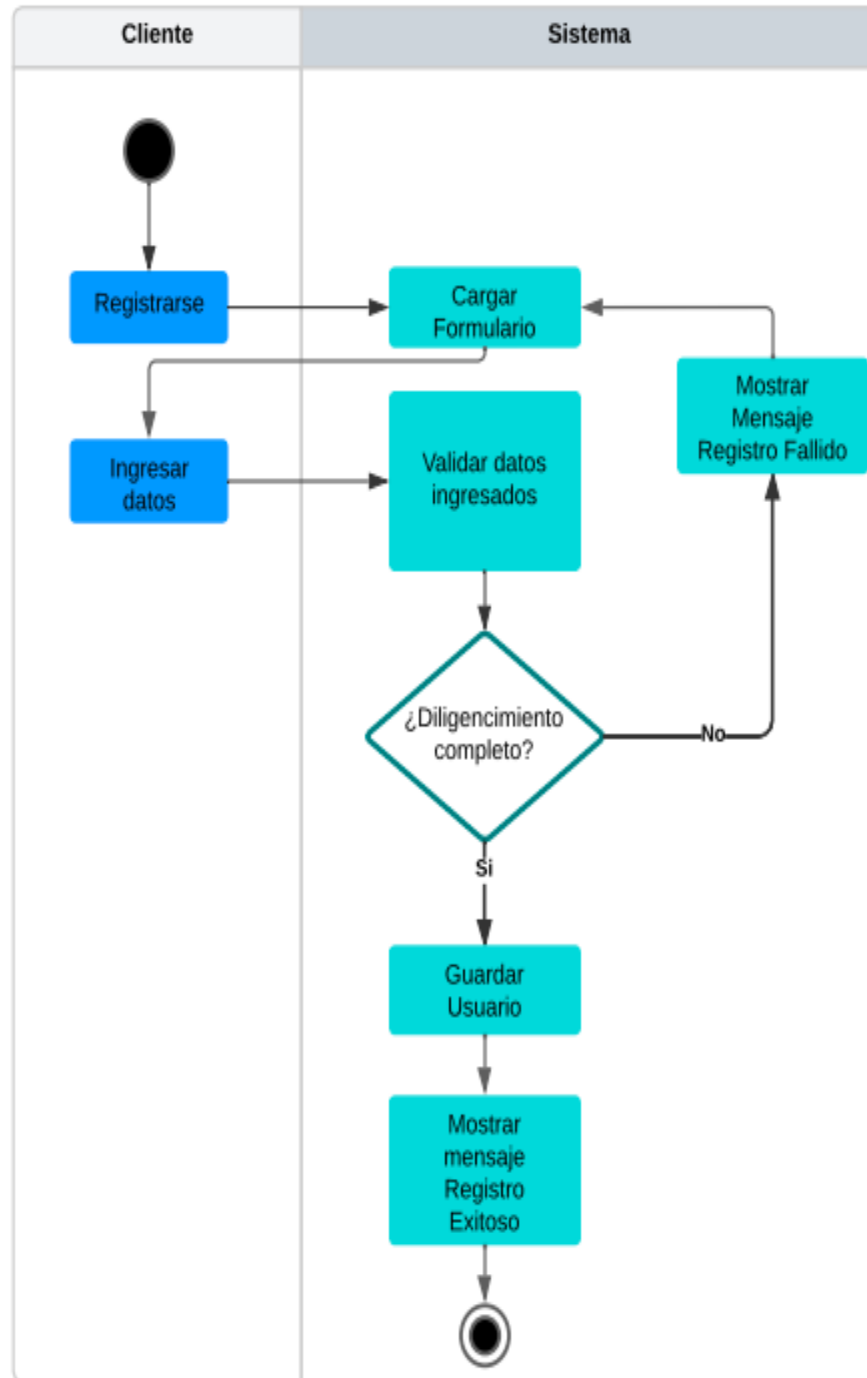 Cliente
Sistema
Registrarse
Cargar
Formulario
Mostrar
Mensaje
Registro Fallido
Ingresar
datos
Validar datos
ingresados
¿Diligencimiento
completo?
No
Si
Guardar
Usuario
Mostrar
mensaje
Registro
Exitoso